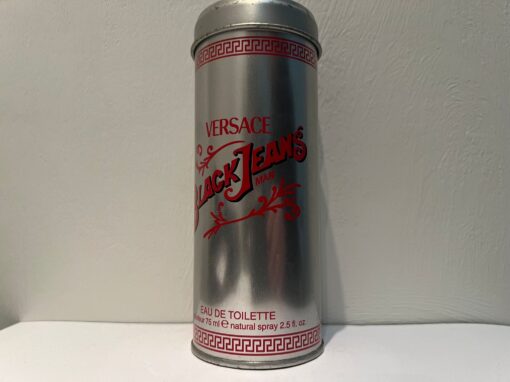 VERSACE
BLACK JEANS
MAN
EAU DE TOILETTE
75 ml ℮ natural spray 2.5 fl. oz.